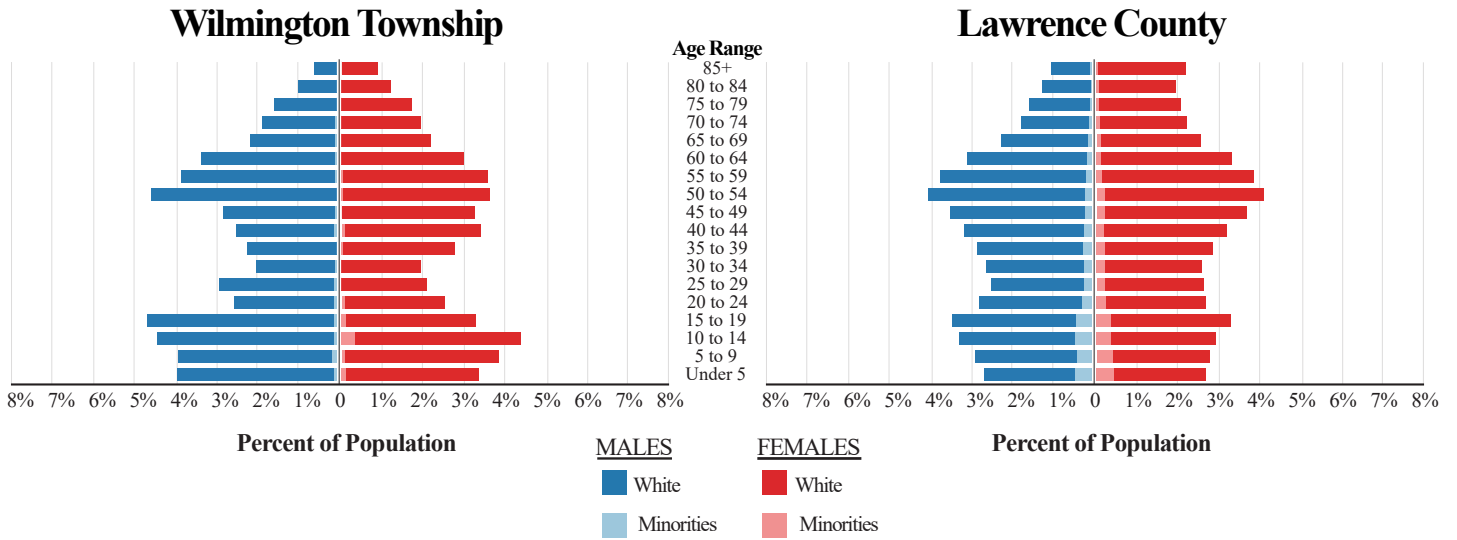 Wilmington Township
Lawrence County
Age Range
85+
80 to 84
75 to 79
70 to 74
65 to 69
60 to 64
55 to 59
50 to 54
45 to 49
40 to 44
35 to 39
30 to 34
25 to 29
20 to 24
15 to 19
10 to 14
5 to 9
Under 5
8% 7% 6% 5% 4% 3% 2% 1% 0 1% 2% 3% 4% 5% 6% 7% 8%
8% 7% 6% 5% 4% 3% 2% 1% 0 1% 2% 3% 4% 5% 6% 7% 8%
Percent of Population
Percent of Population
MALES
White
Minorities
FEMALES
White
Minorities